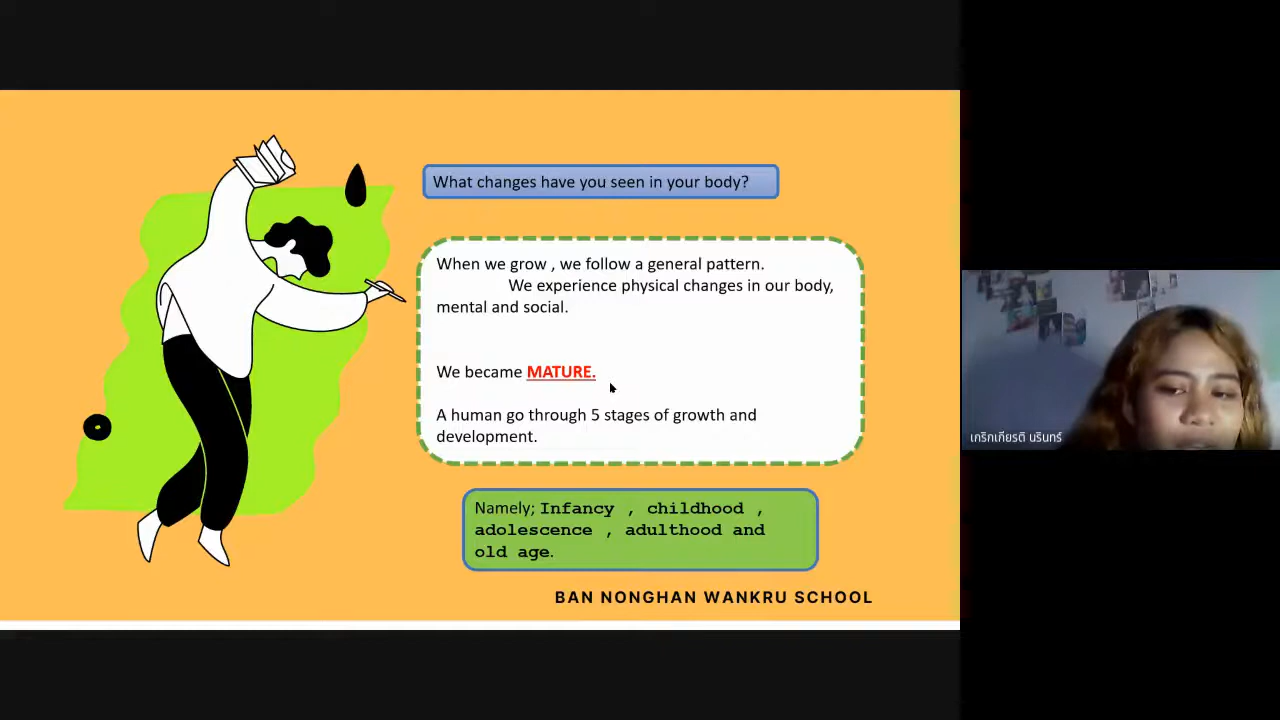 What changes have you seen in your body?
When we grow , we follow a general pattern.
We experience physical changes in our body,
mental and social.
We became MATURE.
A human go through 5 stages of growth and
development.
Namely; Infancy , childhood ,
adolescence , adulthood and
old age.
BAN NONGHAN WANKRU SCHOOL
เกริกเกียรติ นรินทร์